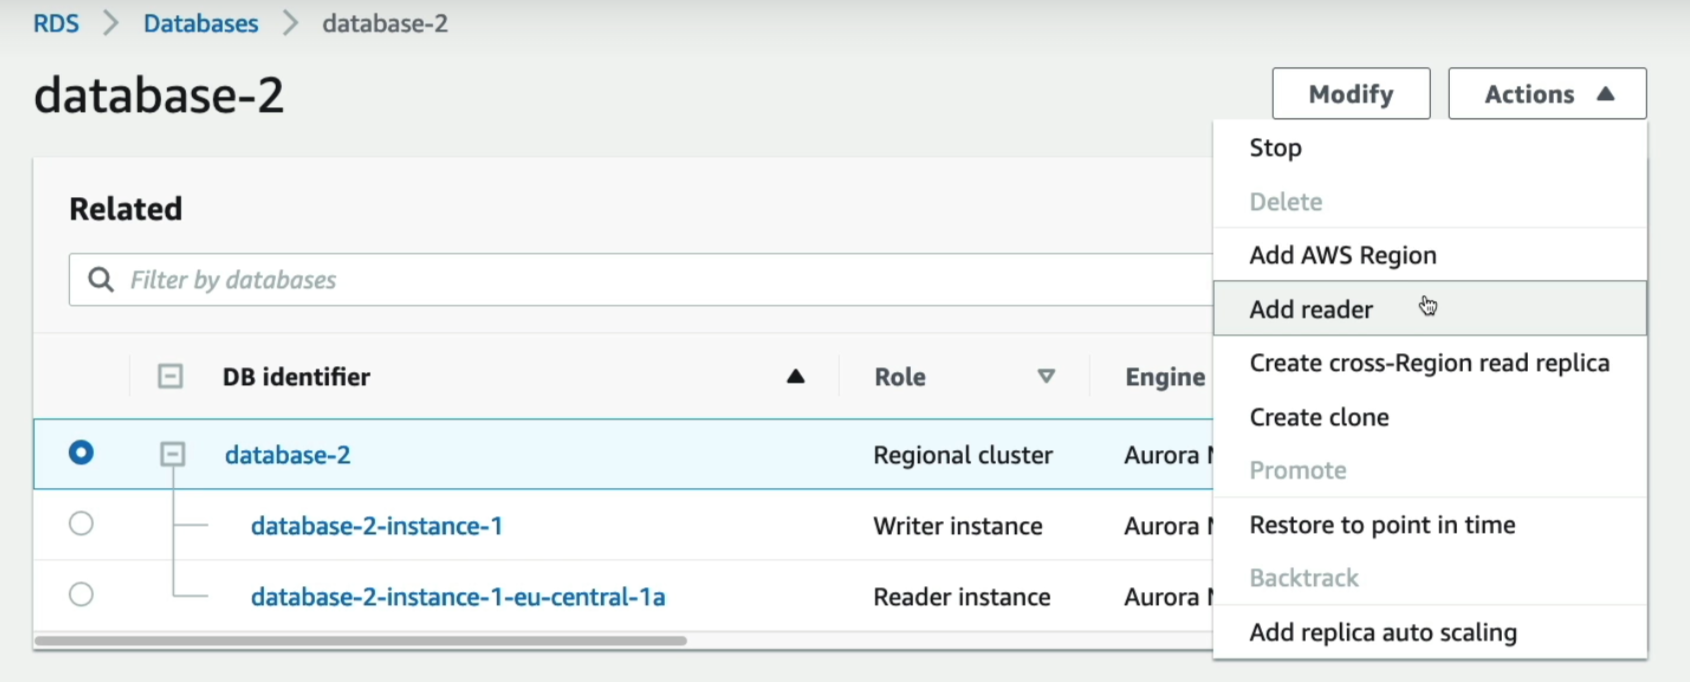 RDS > Databases > database-2
database-2
Modify
Actions
Stop
Delete
Add AWS Region
Add reader
Create cross-Region read replica
Create clone
Promote
Restore to point in time
Backtrack
Add replica auto scaling
Related
Filter by databases
DB identifier Role Engine
database-2 Regional cluster Aurora
database-2-instance-1 Writer instance Aurora
database-2-instance-1-eu-central-1a Reader instance Aurora